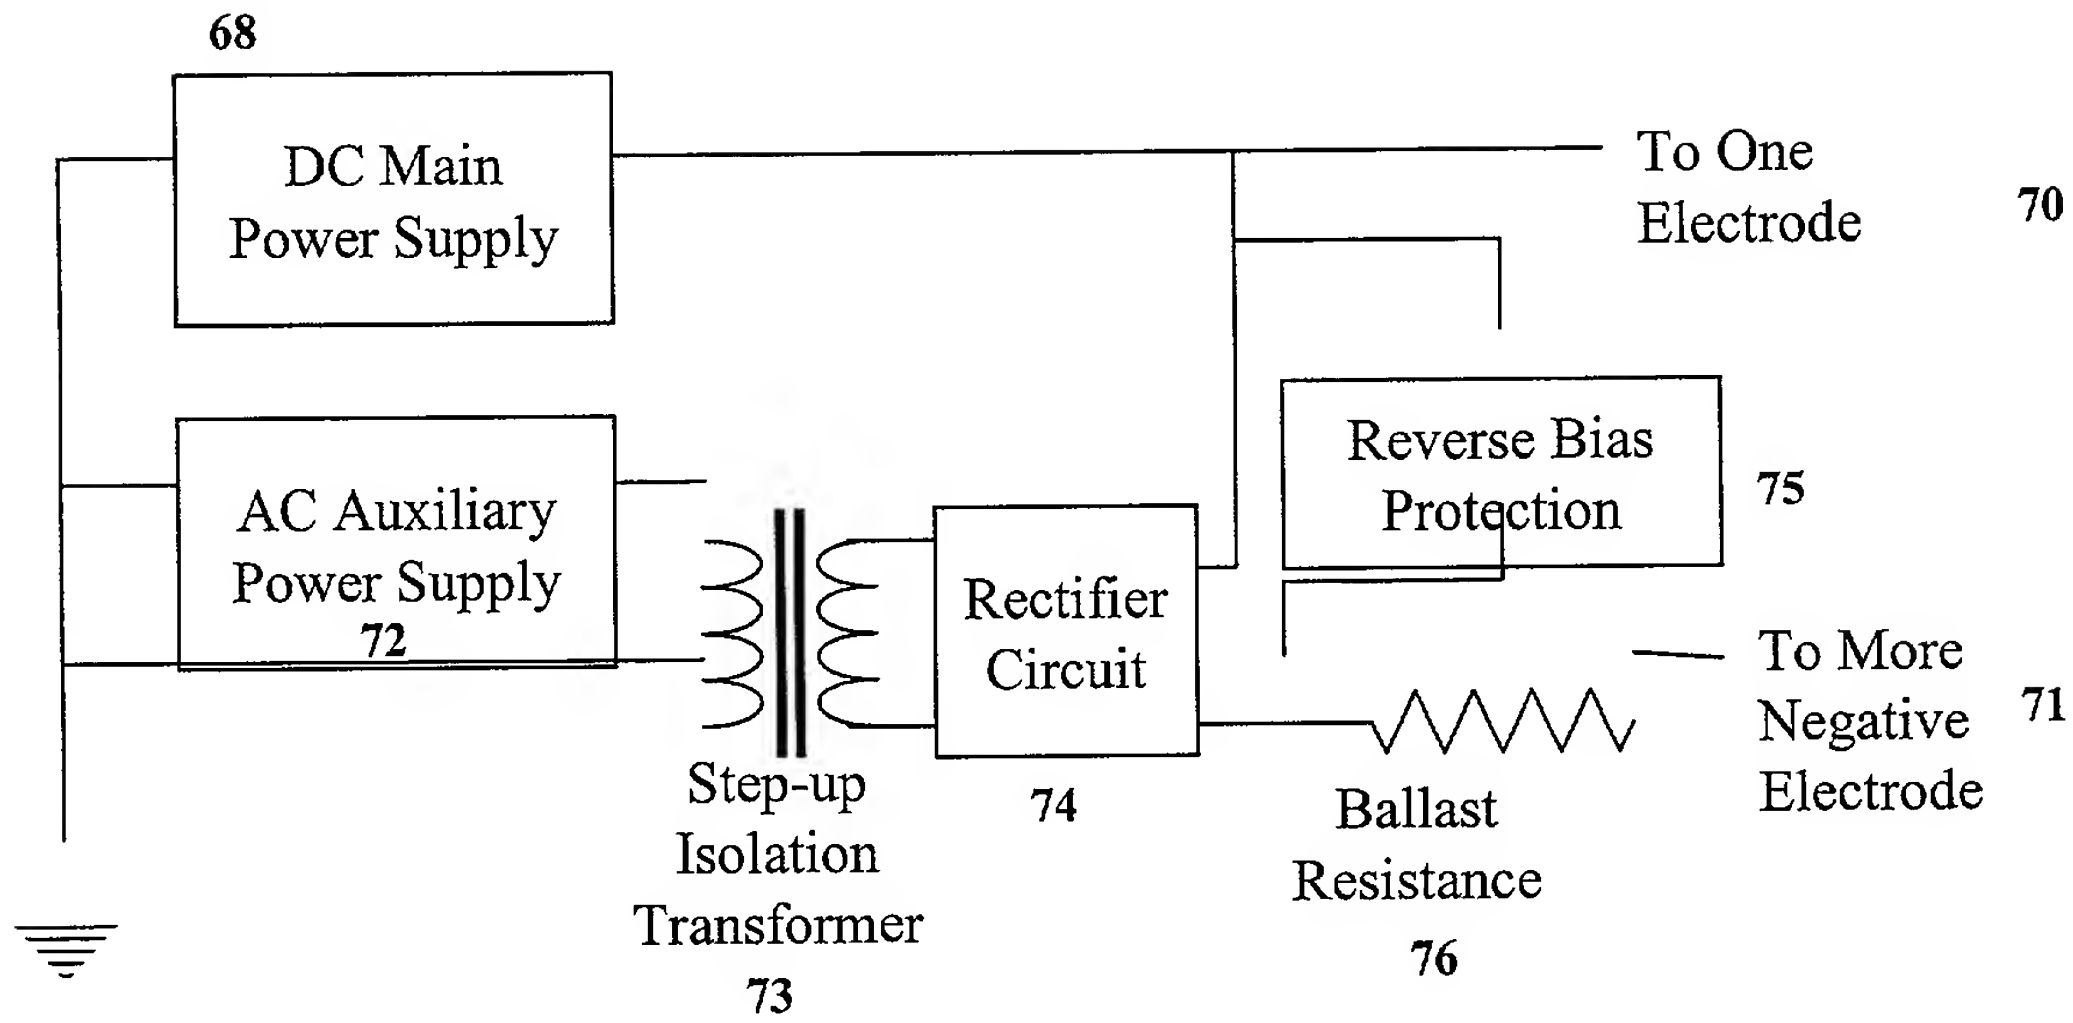 68
DC Main
Power Supply
To One
Electrode
70
AC Auxiliary
Power Supply
72
Reverse Bias
Protection
75
Rectifier
Circuit
74
To More
Negative
Electrode
71
Step-up
Isolation
Transformer
73
Ballast
Resistance
76